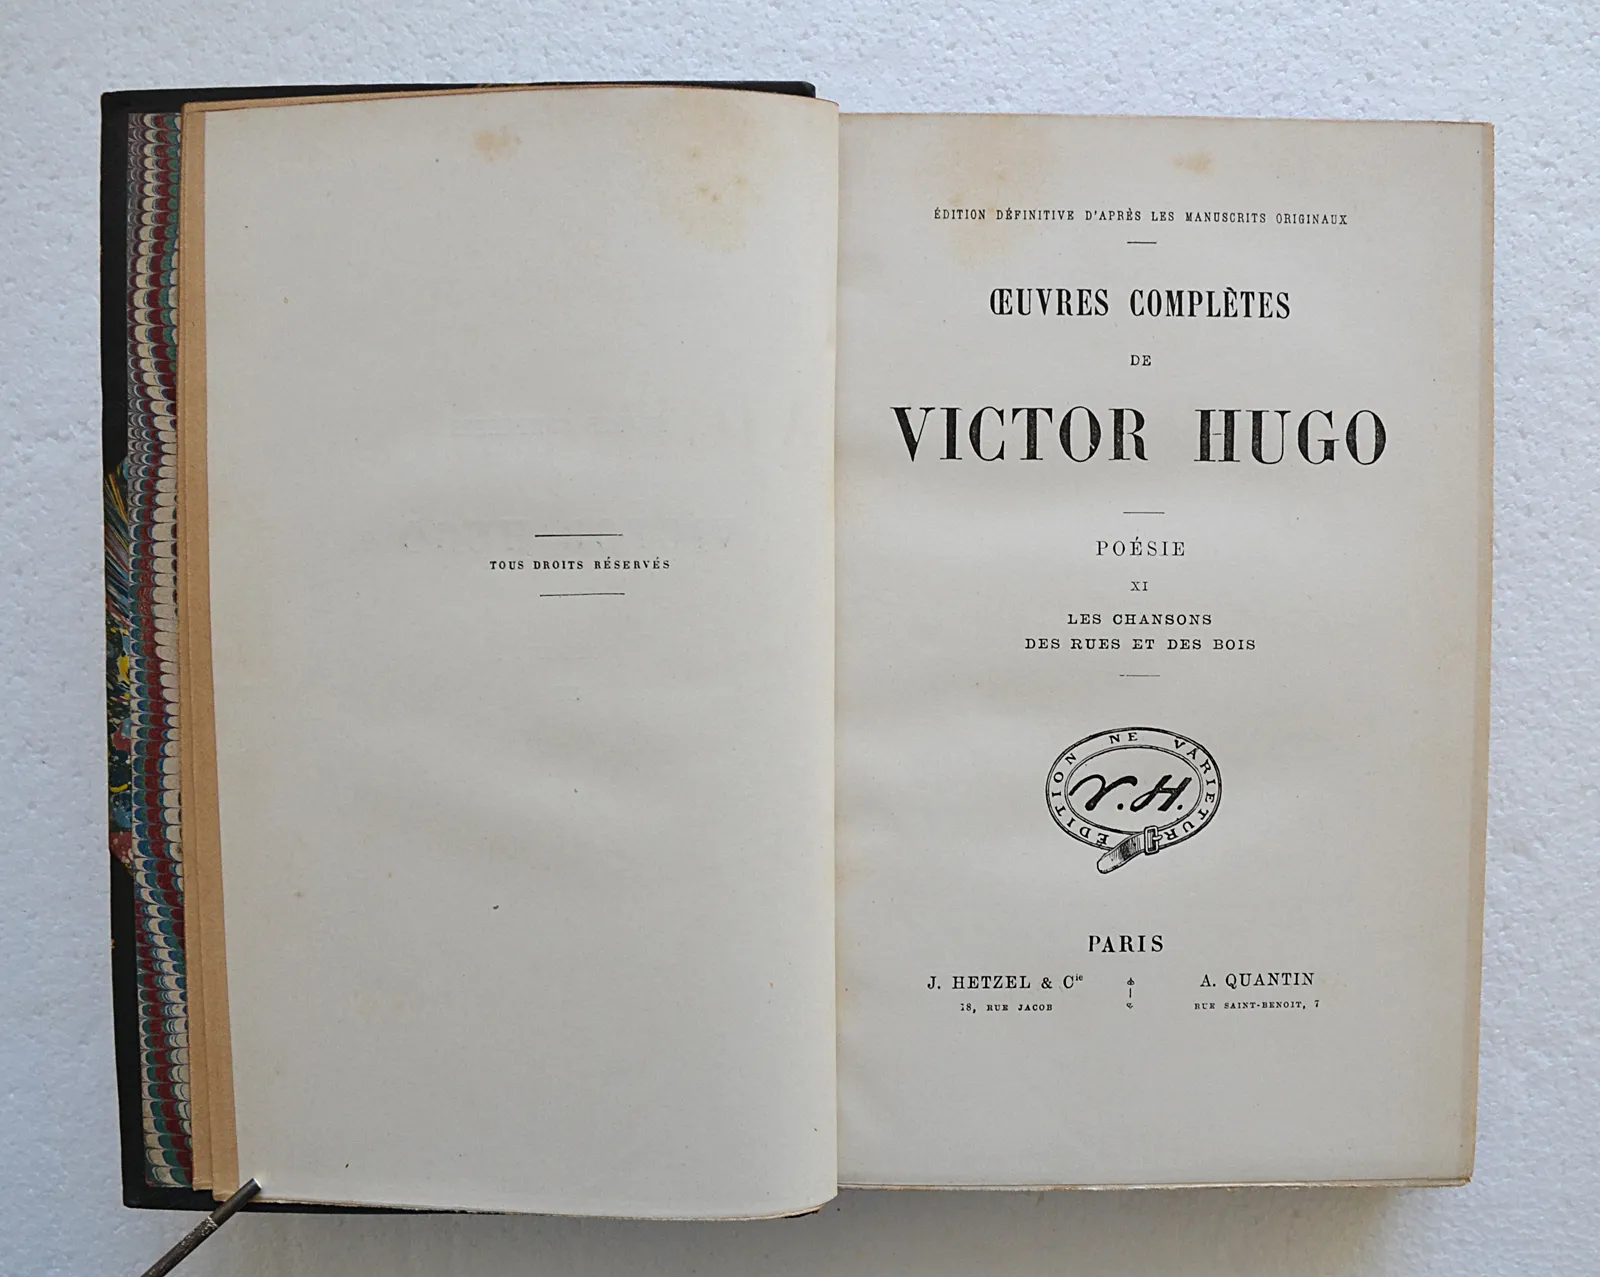 TOUS DROITS RÉSERVÉS
ÉDITION DÉFINITIVE D'APRÈS LES MANUSCRITS ORIGINAUX
ŒUVRES COMPLÈTES
DE
VICTOR HUGO
POÉSIE
XI
LES CHANSONS
DES RUES ET DES BOIS
ÉDITION NE VARIETUR
V. H.
PARIS
J. HETZEL & Cie
18, RUE JACOB
A. QUANTIN
RUE SAINT-BENOIT, 7